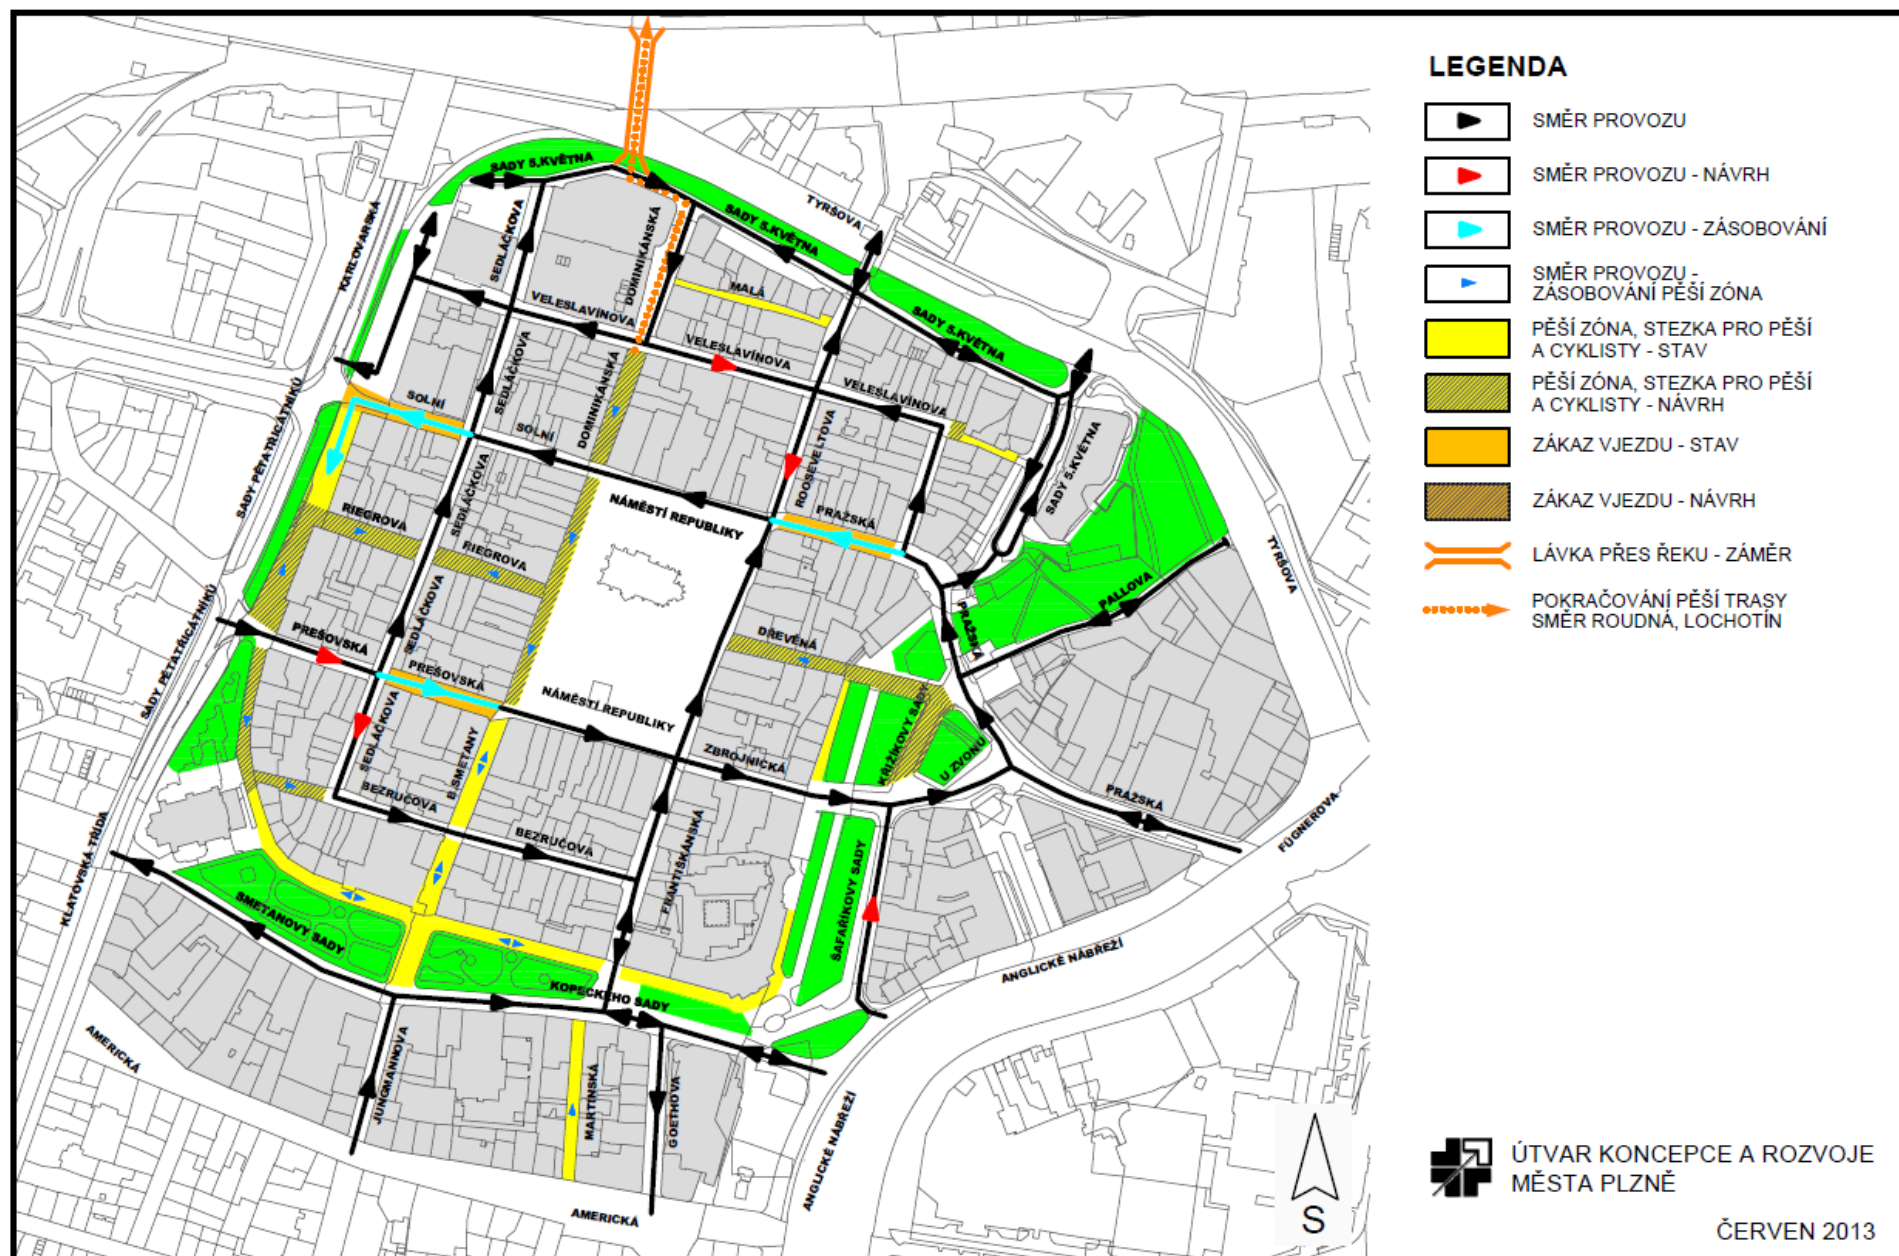 SADY 5.KVĚTNA
TYRŠOVA
SADY 5.KVĚTNA
KARLOVARSKÁ
SEDLÁČKOVA
DOMINIKÁNSKÁ
MALÁ
VELESLAVÍNOVA
SADY 5.KVĚTNA
VELESLAVÍNOVA
VELESLAVÍNOVA
SEDLÁČKOVA
DOMINIKÁNSKÁ
SOLNÍ
SOLNÍ
ROOSEVELTOVA
SADY 5.KVĚTNA
SADY PĚTATŘICÁTNÍKŮ
SEDLÁČKOVA
NÁMĚSTÍ REPUBLIKY
PRAŽSKÁ
RIEGROVA
RIEGROVA
TYRŠOVA
PALLOVA
SEDLÁČKOVA
PRAŽSKÁ
SADY PĚTATŘICÁTNÍKŮ
PREŠOVSKÁ
DŘEVĚNÁ
PREŠOVSKÁ
NÁMĚSTÍ REPUBLIKY
SEDLÁČKOVA
KŘIŽÍKOVY SADY
ZBROJNICKÁ
U ZVONU
B.SMETANY
BEZRUČOVA
PRAŽSKÁ
FÜGNEROVA
BEZRUČOVA
FRANTIŠKÁNSKÁ
KLATOVSKÁ TŘÍDA
ŠAFAŘÍKOVY SADY
SMETANOVY SADY
ANGLICKÉ NÁBŘEŽÍ
KOPECKÉHO SADY
AMERICKÁ
JUNGMANNOVA
MARTINSKÁ
GOETHOVA
ANGLICKÉ NÁBŘEŽÍ
AMERICKÁ
LEGENDA
SMĚR PROVOZU
SMĚR PROVOZU - NÁVRH
SMĚR PROVOZU - ZÁSOBOVÁNÍ
SMĚR PROVOZU -
ZÁSOBOVÁNÍ PĚŠÍ ZÓNA
PĚŠÍ ZÓNA, STEZKA PRO PĚŠÍ
A CYKLISTY - STAV
PĚŠÍ ZÓNA, STEZKA PRO PĚŠÍ
A CYKLISTY - NÁVRH
ZÁKAZ VJEZDU - STAV
ZÁKAZ VJEZDU - NÁVRH
LÁVKA PŘES ŘEKU - ZÁMĚR
POKRAČOVÁNÍ PĚŠÍ TRASY
SMĚR ROUDNÁ, LOCHOTÍN
S
ÚTVAR KONCEPCE A ROZVOJE
MĚSTA PLZNĚ
ČERVEN 2013